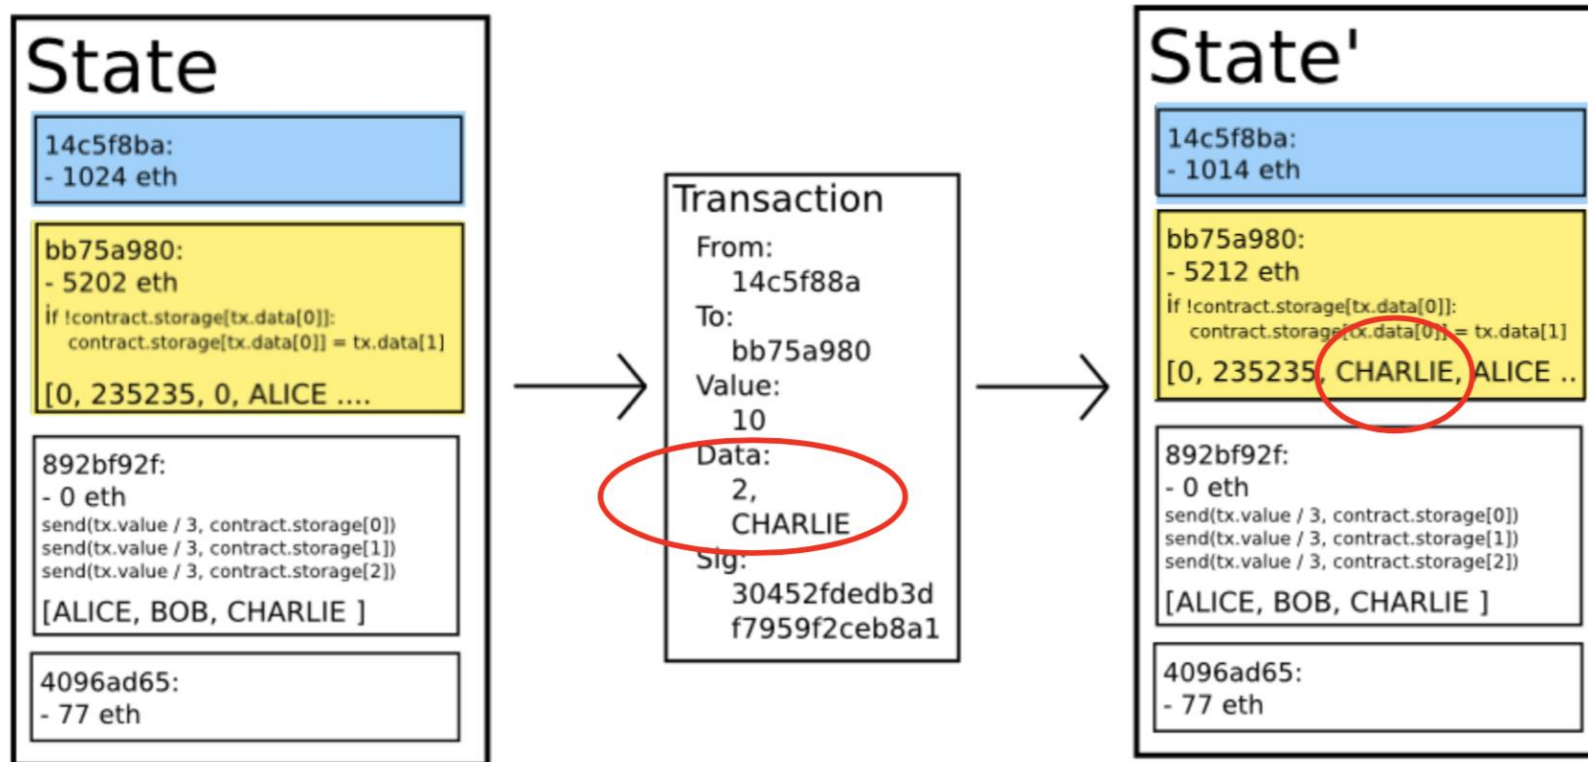 State
14c5f8ba:
- 1024 eth
bb75a980:
- 5202 eth
if !contract.storage[tx.data[0]]:
contract.storage[tx.data[0]] = tx.data[1]
[0, 235235, 0, ALICE ....
892bf92f:
- 0 eth
send(tx.value / 3, contract.storage[0])
send(tx.value / 3, contract.storage[1])
send(tx.value / 3, contract.storage[2])
[ALICE, BOB, CHARLIE ]
4096ad65:
- 77 eth
Transaction
From:
14c5f88a
To:
bb75a980
Value:
10
Data:
2,
CHARLIE
Sig:
30452fdedb3d
f7959f2ceb8a1
State'
14c5f8ba:
- 1014 eth
bb75a980:
- 5212 eth
if !contract.storage[tx.data[0]]:
contract.storage[tx.data[0]] = tx.data[1]
[0, 235235, CHARLIE, ALICE ..
892bf92f:
- 0 eth
send(tx.value / 3, contract.storage[0])
send(tx.value / 3, contract.storage[1])
send(tx.value / 3, contract.storage[2])
[ALICE, BOB, CHARLIE ]
4096ad65:
- 77 eth